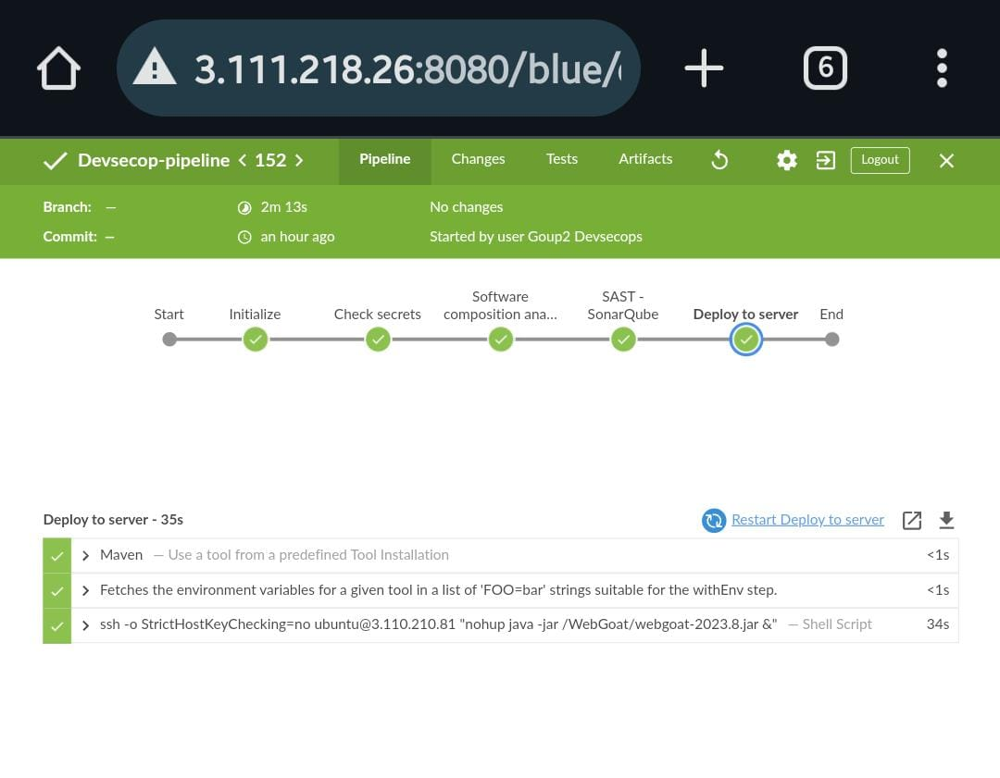 3.111.218.26:8080/blue/
6
Devsecop-pipeline < 152 >
Pipeline
Changes
Tests
Artifacts
Logout
Branch: —
2m 13s
No changes
Commit: —
an hour ago
Started by user Goup2 Devsecops
Start
Initialize
Check secrets
Software
composition ana...
SAST -
SonarQube
Deploy to server
End
Deploy to server - 35s
Restart Deploy to server
Maven — Use a tool from a predefined Tool Installation <1s
Fetches the environment variables for a given tool in a list of 'FOO=bar' strings suitable for the withEnv step. <1s
ssh -o StrictHostKeyChecking=no ubuntu@3.110.210.81 "nohup java -jar /WebGoat/webgoat-2023.8.jar &" — Shell Script 34s